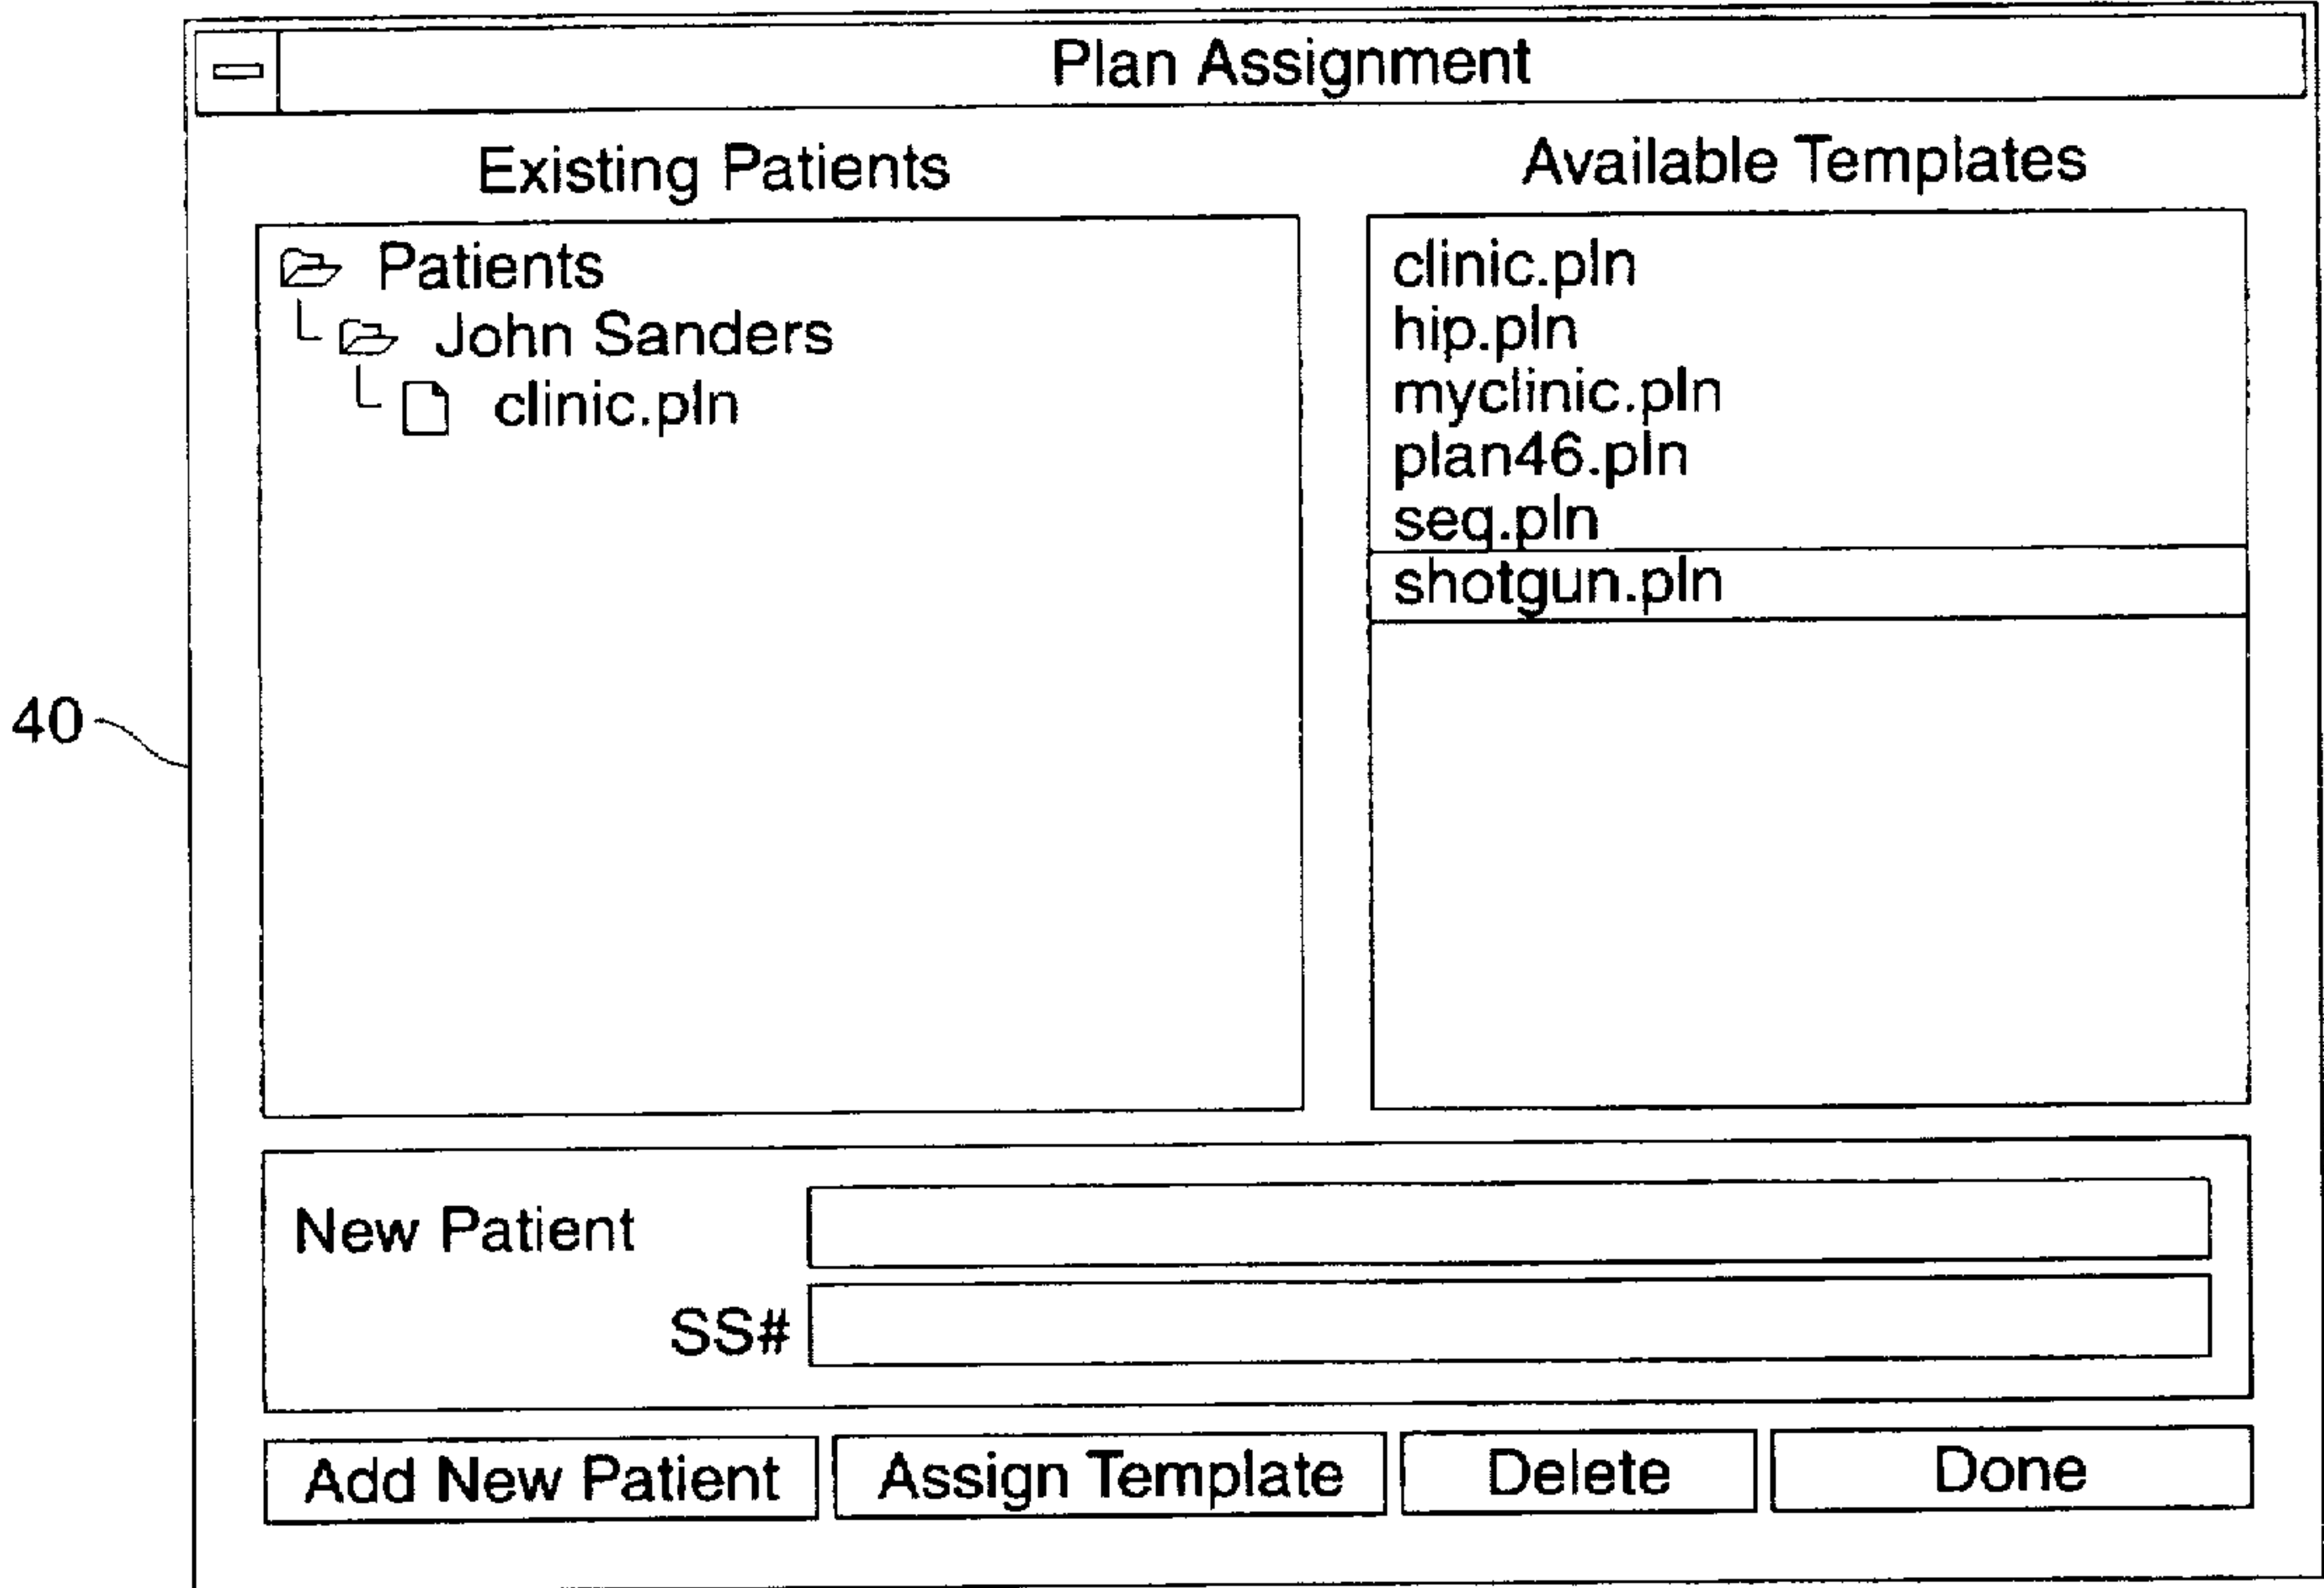 Plan Assignment
Existing Patients
Available Templates
Patients
John Sanders
clinic.pln
clinic.pln
hip.pln
myclinic.pln
plan46.pln
seq.pln
shotgun.pln
40
New Patient
SS#
Add New Patient
Assign Template
Delete
Done